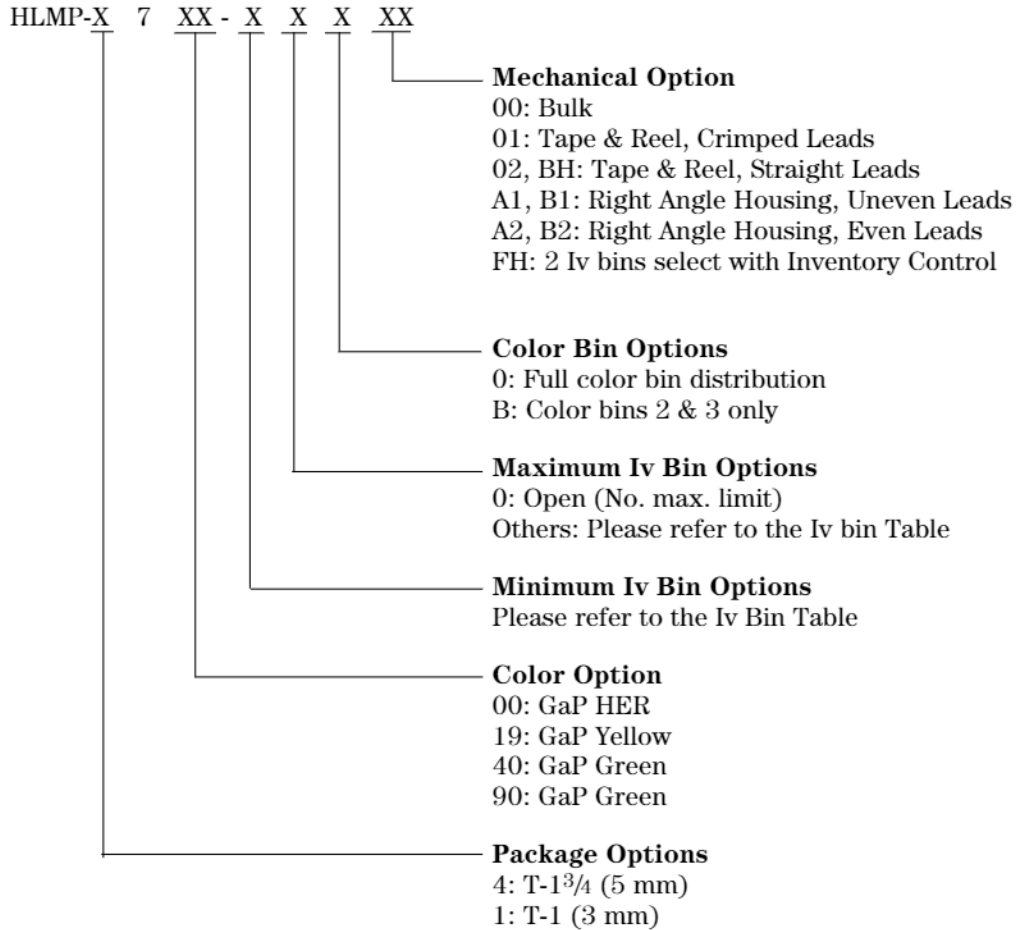 HLMP-X 7 XX - X X X XX
Mechanical Option
00: Bulk
01: Tape & Reel, Crimped Leads
02, BH: Tape & Reel, Straight Leads
A1, B1: Right Angle Housing, Uneven Leads
A2, B2: Right Angle Housing, Even Leads
FH: 2 Iv bins select with Inventory Control
Color Bin Options
0: Full color bin distribution
B: Color bins 2 & 3 only
Maximum Iv Bin Options
0: Open (No. max. limit)
Others: Please refer to the Iv bin Table
Minimum Iv Bin Options
Please refer to the Iv Bin Table
Color Option
00: GaP HER
19: GaP Yellow
40: GaP Green
90: GaP Green
Package Options
4: T-1³/₄ (5 mm)
1: T-1 (3 mm)